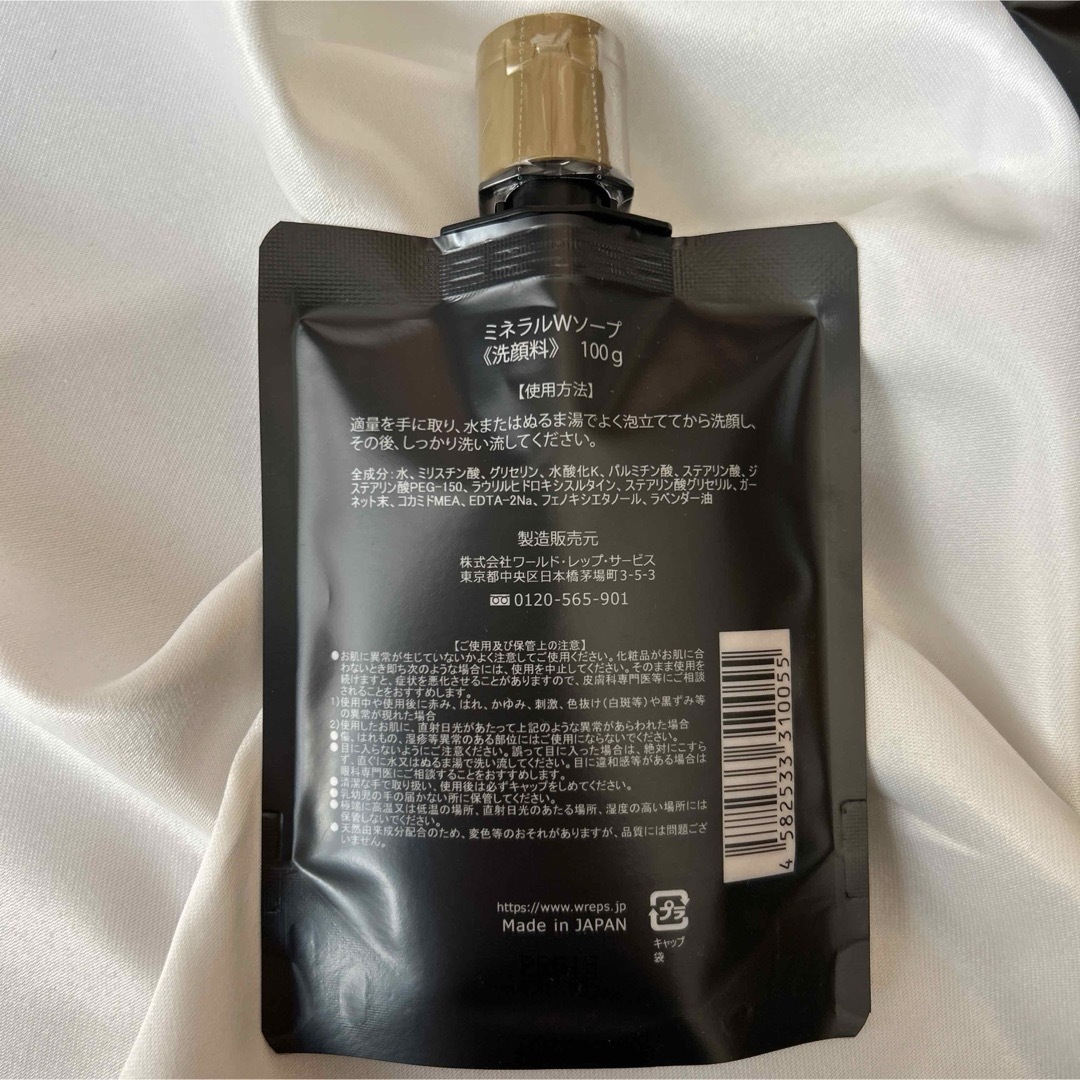 ミネラルWソープ
《洗顔料》 100g
【使用方法】
適量を手に取り、水またはぬるま湯でよく泡立ててから洗顔し、
その後、しっかり洗い流してください。
全成分：水、ミリスチン酸、グリセリン、水酸化K、パルミチン酸、ステアリン酸、ジ
ステアリン酸PEG-150、ラウリルヒドロキシスルタイン、ステアリン酸グリセリル、ガー
ネット末、コカミドMEA、EDTA-2Na、フェノキシエタノール、ラベンダー油
製造販売元
株式会社ワールド・レップ・サービス
東京都中央区日本橋茅場町3-5-3
0120-565-901
【ご使用及び保管上の注意】
●お肌に異常が生じていないかよく注意してご使用ください。化粧品がお肌に合
わないとき即ち次のような場合には、使用を中止してください。そのまま使用を
続けますと、症状を悪化させることがありますので、皮膚科専門医等にご相談
されることをおすすめします。
1)使用中や使用後に赤み、はれ、かゆみ、刺激、色抜け(白斑等)や黒ずみ等
の異常が現れた場合
2)使用したお肌に、直射日光があたって上記のような異常があらわれた場合
●傷、はれもの、湿疹等異常のある部位にはご使用にならないでください。
●目に入らないようにご注意ください。誤って目に入った場合は、絶対にこすら
ず、直ぐに水又はぬるま湯で洗い流してください。目に違和感等がある場合は
眼科専門医にご相談することをおすすめします。
●清潔な手で取り扱い、使用後は必ずキャップをしめてください。
●乳幼児の手の届かない所に保管してください。
●極端に高温又は低温の場所、直射日光のあたる場所、湿度の高い場所には
保管しないでください。
●天然由来成分配合のため、変色等のおそれがありますが、品質には問題ござ
いません。
4 582533 310055
https://www.wreps.jp
Made in JAPAN
プラ
キャップ
袋